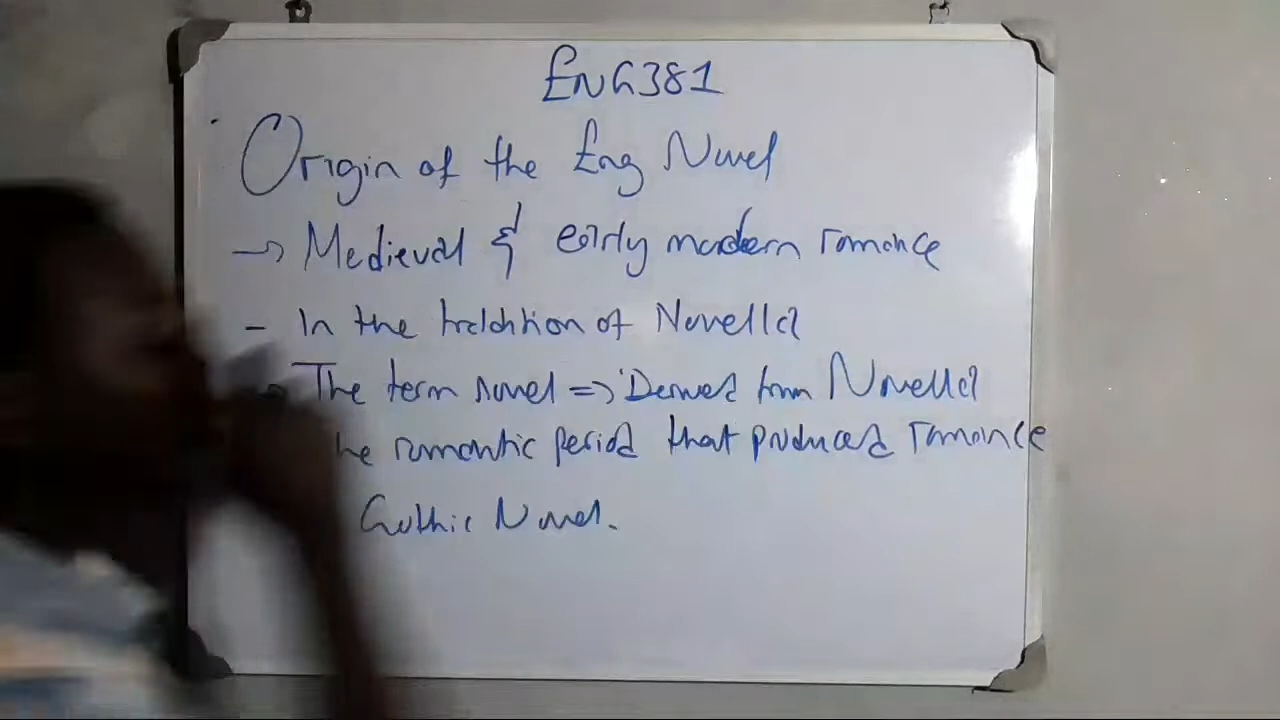 ENG381
Origin of the Eng Novel
→ Medieval & early modern romance
- In the tradition of Novella
The term novel => Derived from Novella
he romantic period that produced romance
Gothic Novel.